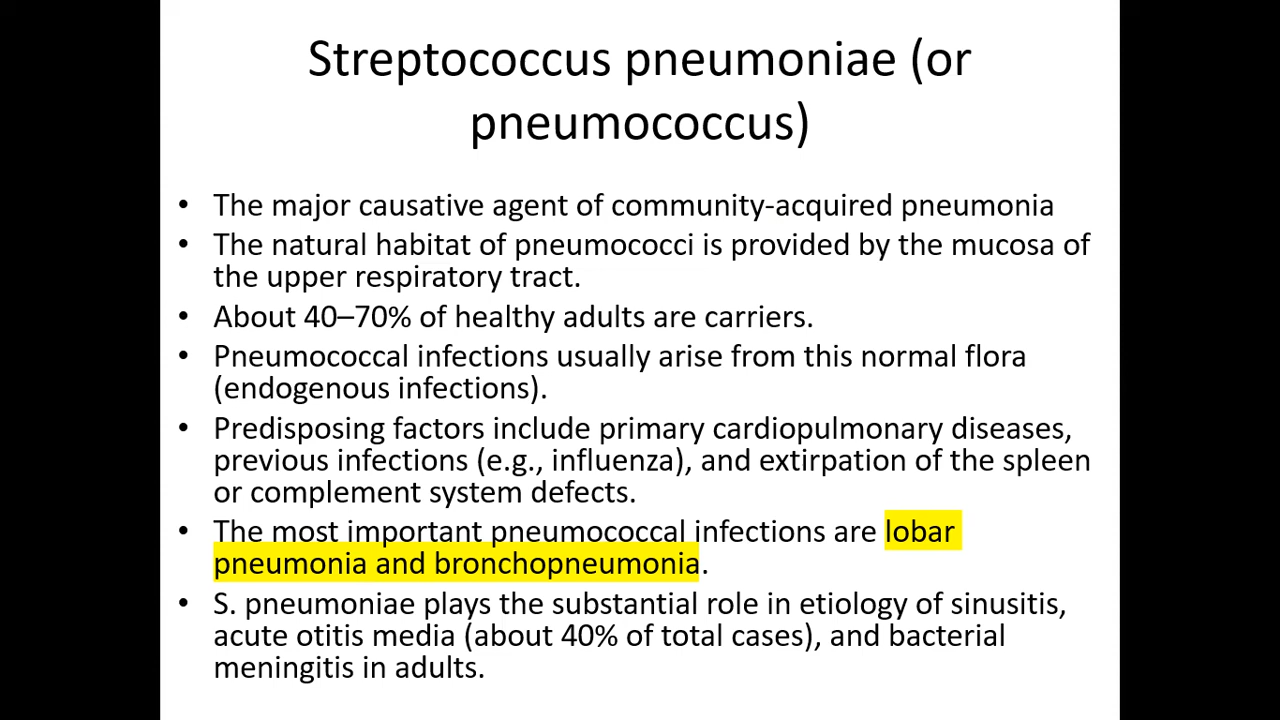 Streptococcus pneumoniae (or
pneumococcus)
• The major causative agent of community-acquired pneumonia
• The natural habitat of pneumococci is provided by the mucosa of
the upper respiratory tract.
• About 40–70% of healthy adults are carriers.
• Pneumococcal infections usually arise from this normal flora
(endogenous infections).
• Predisposing factors include primary cardiopulmonary diseases,
previous infections (e.g., influenza), and extirpation of the spleen
or complement system defects.
• The most important pneumococcal infections are lobar
pneumonia and bronchopneumonia.
• S. pneumoniae plays the substantial role in etiology of sinusitis,
acute otitis media (about 40% of total cases), and bacterial
meningitis in adults.